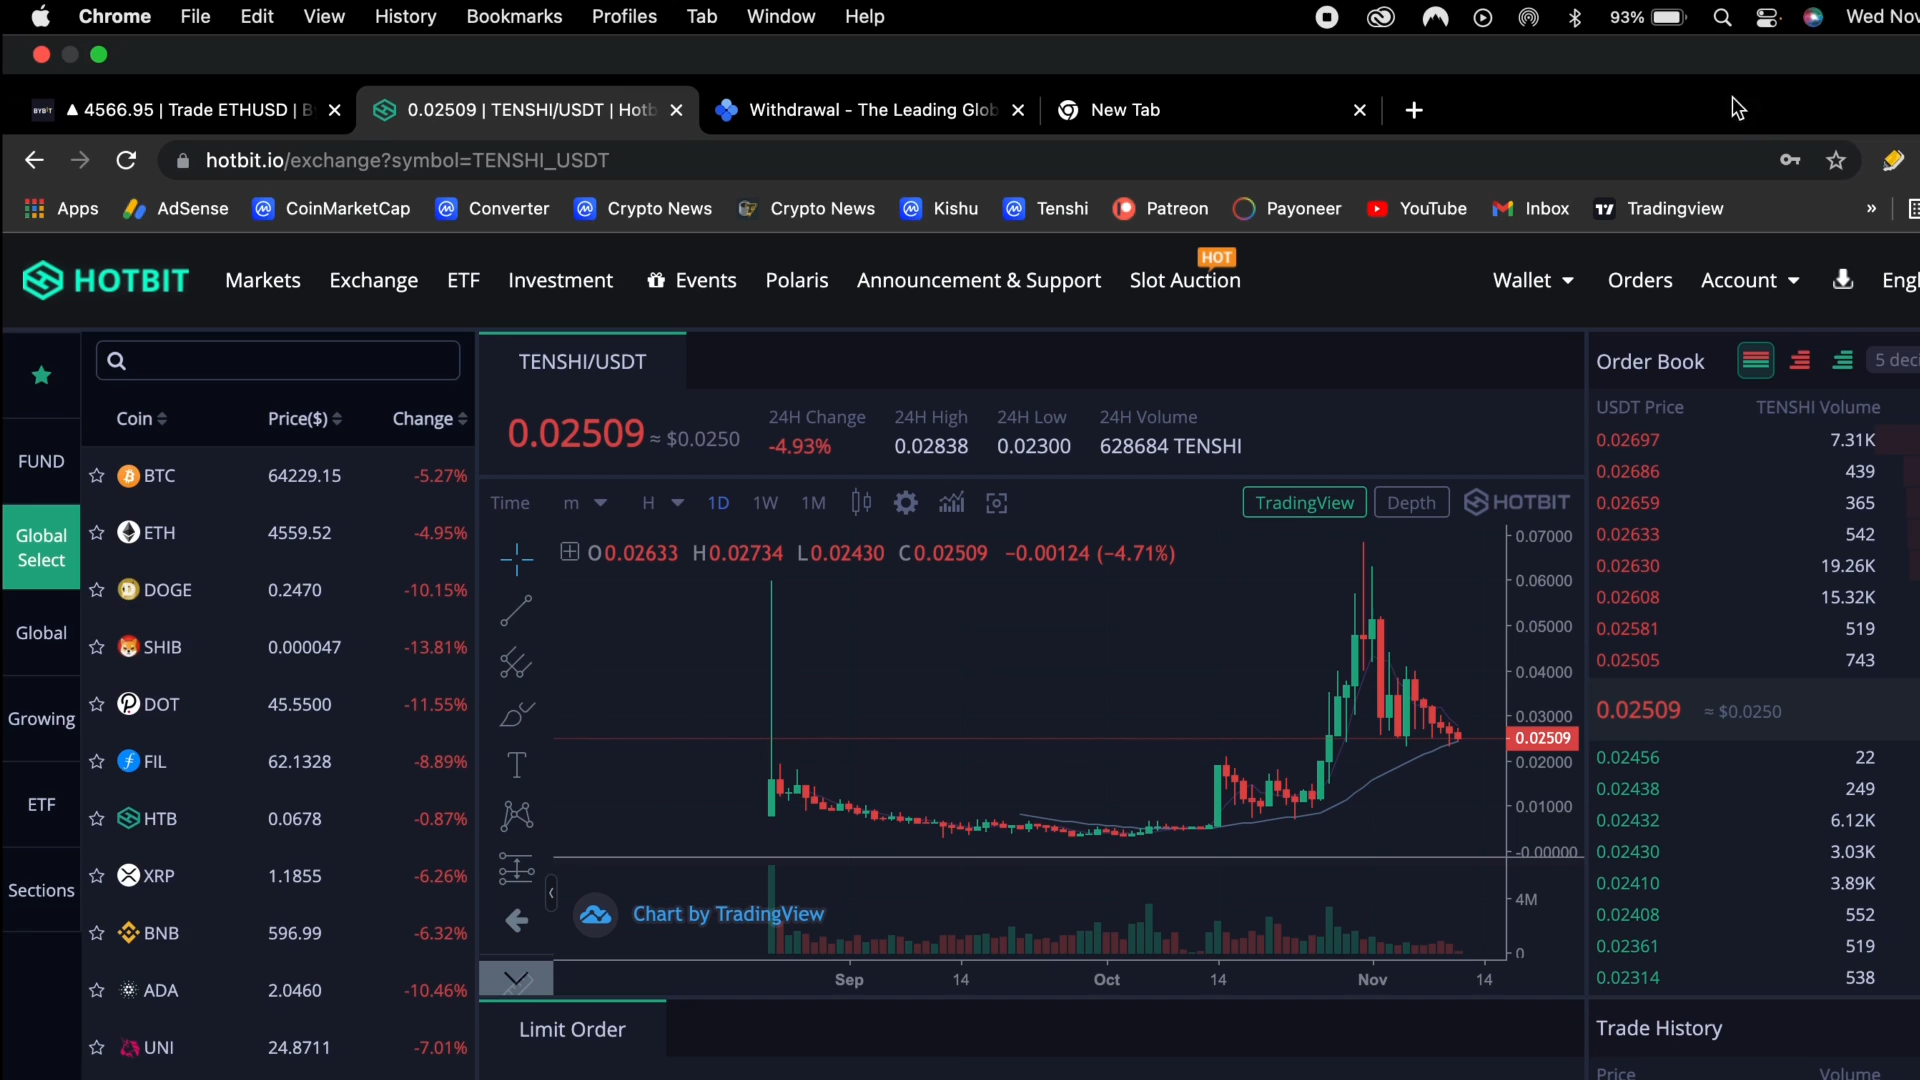 Chrome File Edit View History Bookmarks Profiles Tab Window Help 93% Wed Nov
BYBIT ▲ 4566.95 | Trade ETHUSD | B 0.02509 | TENSHI/USDT | Hotb Withdrawal - The Leading Glob New Tab
hotbit.io/exchange?symbol=TENSHI_USDT
Apps AdSense CoinMarketCap Converter Crypto News Crypto News Kishu Tenshi Patreon Payoneer YouTube Inbox Tradingview »
HOT
HOTBIT Markets Exchange ETF Investment Events Polaris Announcement & Support Slot Auction Wallet Orders Account Engl
FUND
Global
Select
Global
Growing
ETF
Sections
Coin Price($) Change
BTC 64229.15 -5.27%
ETH 4559.52 -4.95%
DOGE 0.2470 -10.15%
SHIB 0.000047 -13.81%
DOT 45.5500 -11.55%
FIL 62.1328 -8.89%
HTB 0.0678 -0.87%
XRP 1.1855 -6.26%
BNB 596.99 -6.32%
ADA 2.0460 -10.46%
UNI 24.8711 -7.01%
TENSHI/USDT
24H Change 24H High 24H Low 24H Volume
0.02509 ≈ $0.0250 -4.93% 0.02838 0.02300 628684 TENSHI
Time m H 1D 1W 1M TradingView Depth HOTBIT
O0.02633 H0.02734 L0.02430 C0.02509 −0.00124 (−4.71%)
0.07000
0.06000
0.05000
0.04000
0.03000
0.02509
0.02000
0.01000
-0.00000
4M
0
Chart by TradingView
Sep 14 Oct 14 Nov 14
Limit Order
Order Book 5 deci
USDT Price TENSHI Volume
0.02697 7.31K
0.02686 439
0.02659 365
0.02633 542
0.02630 19.26K
0.02608 15.32K
0.02581 519
0.02505 743
0.02509 ≈ $0.0250
0.02456 22
0.02438 249
0.02432 6.12K
0.02430 3.03K
0.02410 3.89K
0.02408 552
0.02361 519
0.02314 538
Trade History
Price Volume